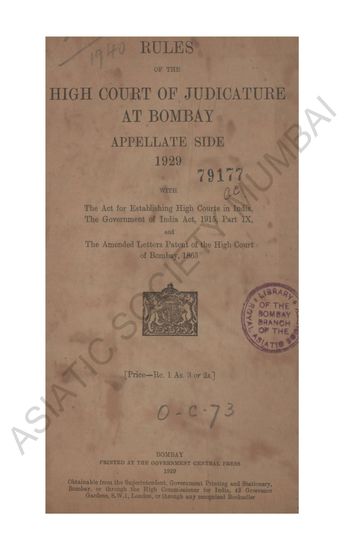 1940
RULES
OF THE
HIGH COURT OF JUDICATURE
AT BOMBAY
APPELLATE SIDE
1929
79177
GC
WITH
The Act for Establishing High Courts in India,
The Government of India Act, 1915, Part IX,
and
The Amended Letters Patent of the High Court
of Bombay, 1865
LIBRARY
OF THE
BOMBAY
BRANCH
OF THE
ROYAL ASIATIC
[Price—Re. 1 As. 3 or 2s.]
O-C-73
BOMBAY
PRINTED AT THE GOVERNMENT CENTRAL PRESS
1929
Obtainable from the Superintendent, Government Printing and Stationery,
Bombay, or through the High Commissioner for India, 42 Grosvenor
Gardens, S.W.1, London, or through any recognized Bookseller
ASIATIC SOCIETY MUMBAI